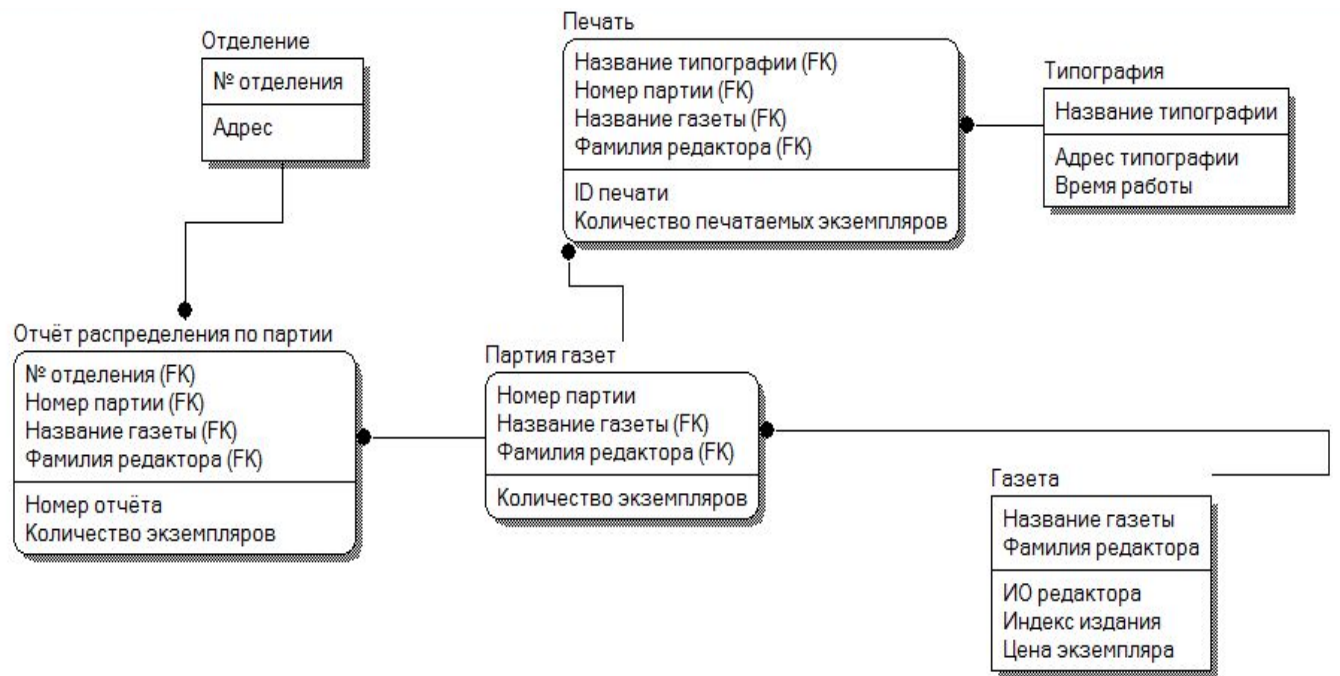 Отделение
№ отделения
Адрес
Печать
Название типографии (FK)
Номер партии (FK)
Название газеты (FK)
Фамилия редактора (FK)
ID печати
Количество печатаемых экземпляров
Типография
Название типографии
Адрес типографии
Время работы
Отчёт распределения по партии
№ отделения (FK)
Номер партии (FK)
Название газеты (FK)
Фамилия редактора (FK)
Номер отчёта
Количество экземпляров
Партия газет
Номер партии
Название газеты (FK)
Фамилия редактора (FK)
Количество экземпляров
Газета
Название газеты
Фамилия редактора
ИО редактора
Индекс издания
Цена экземпляра